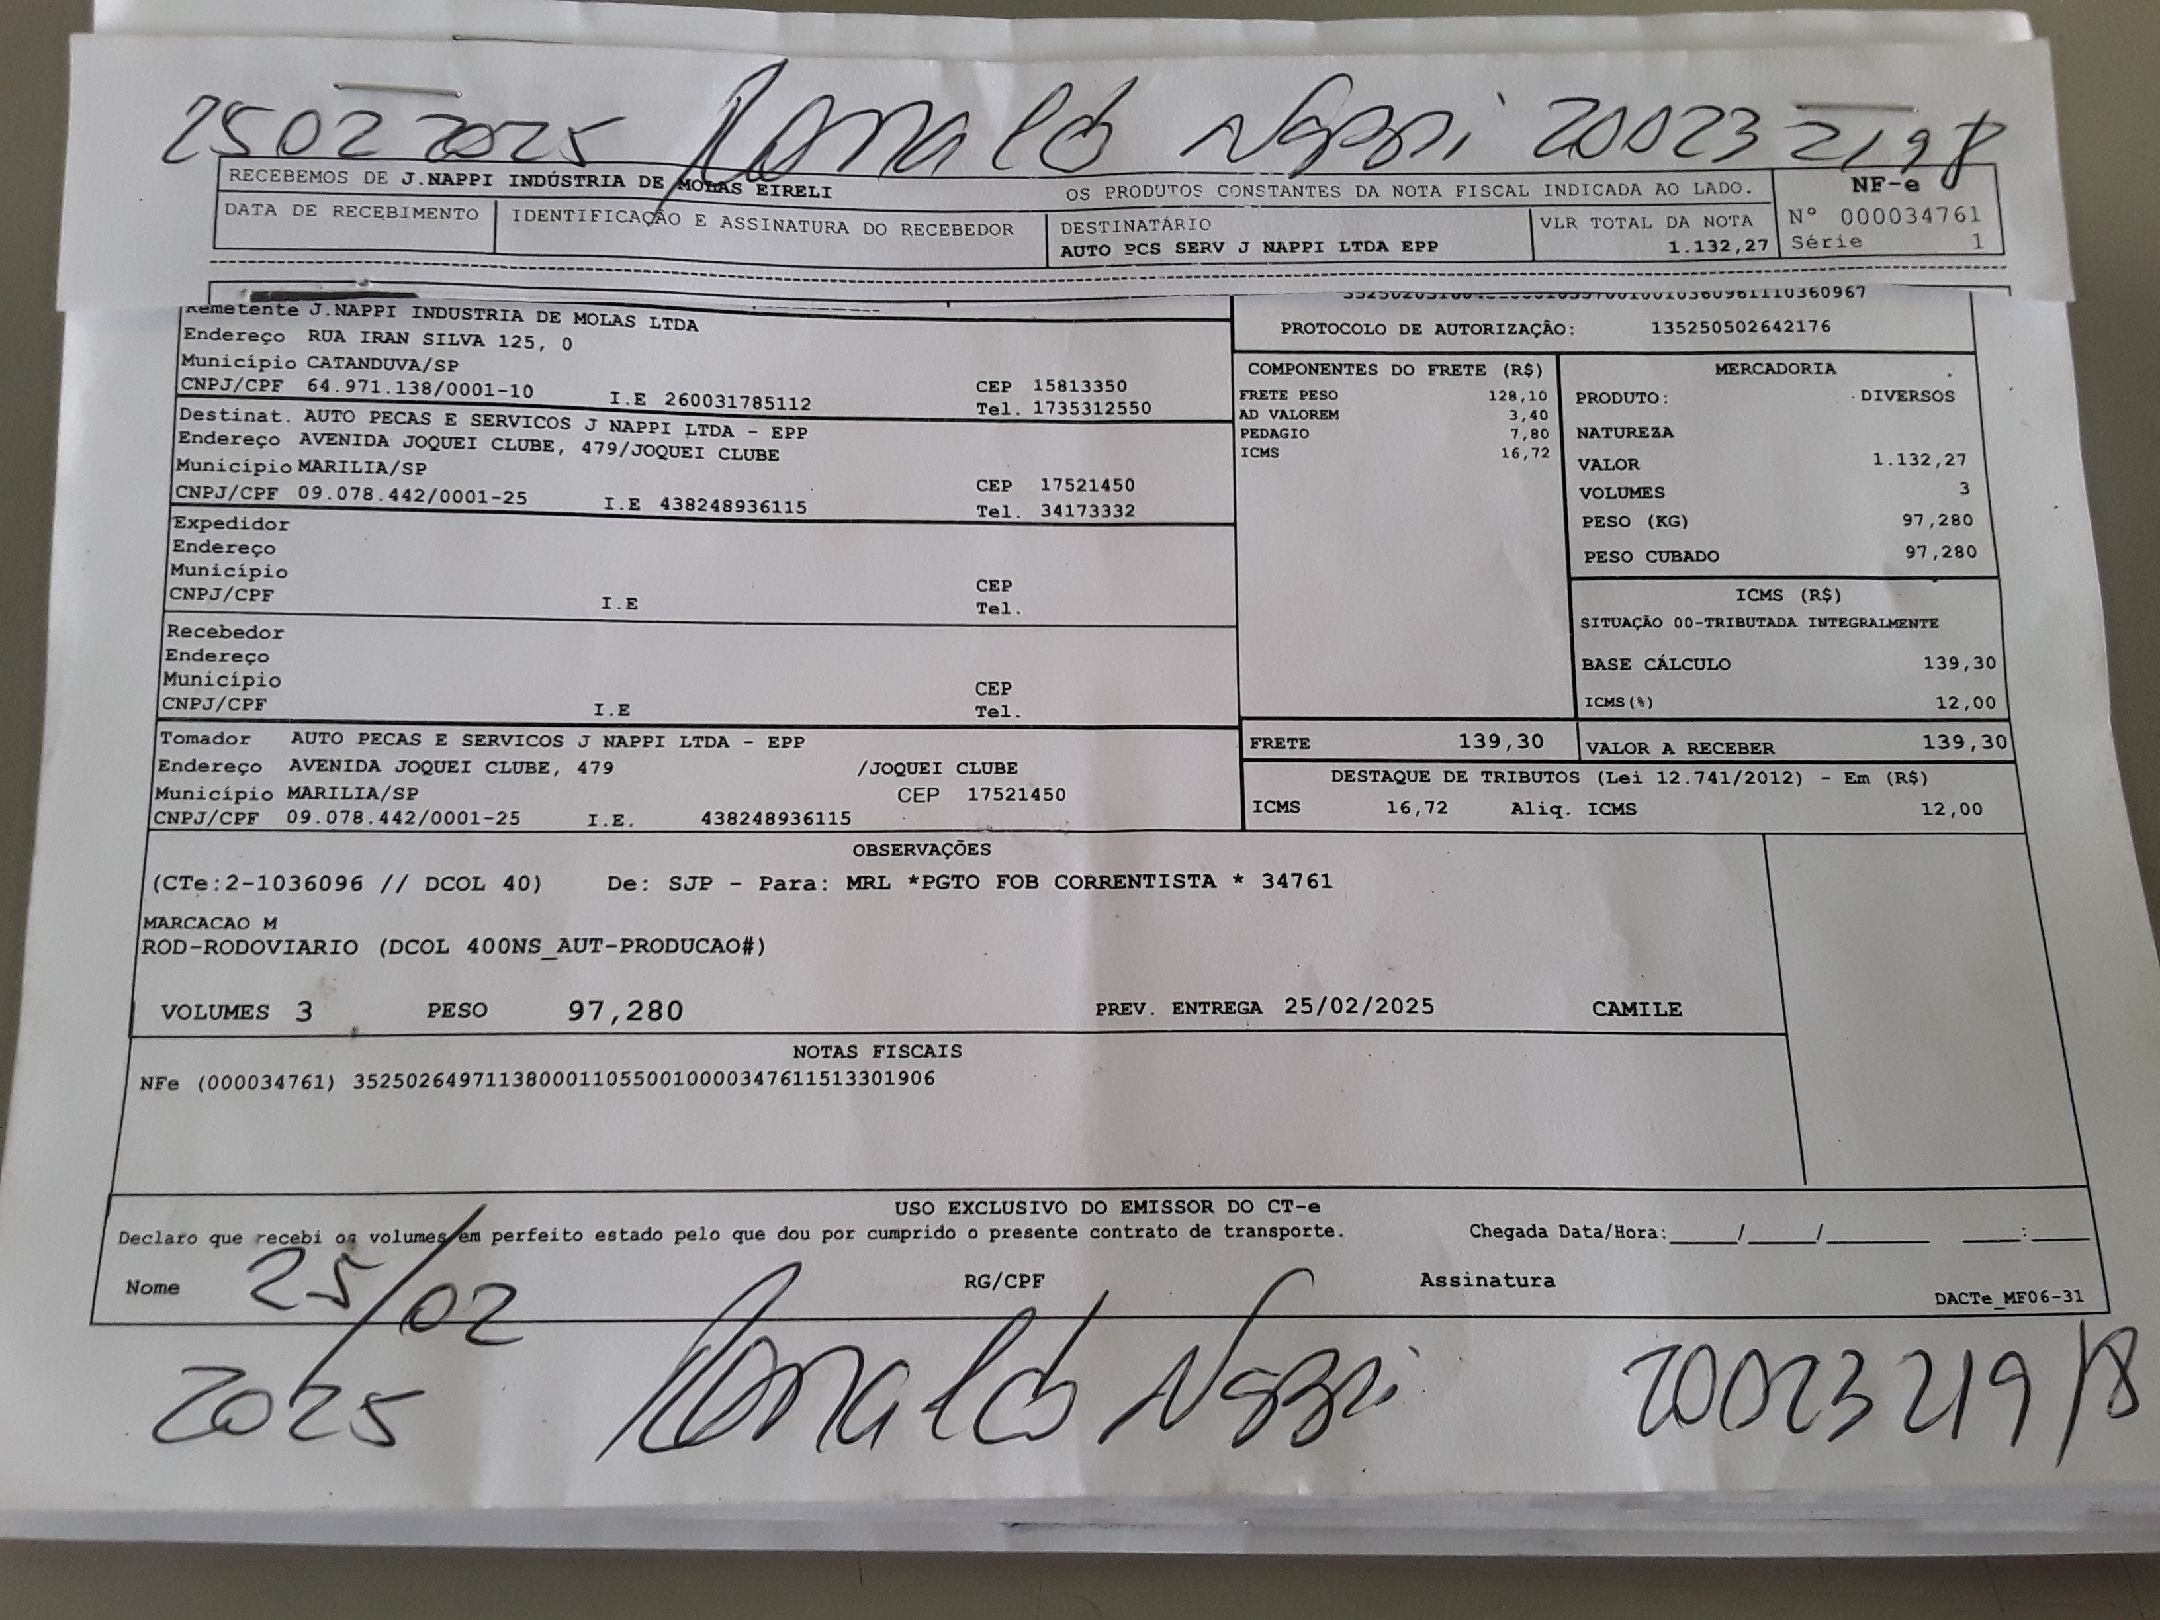 25 02 2025 Ronaldo Nappi 20023219 8
RECEBEMOS DE J.NAPPI INDÚSTRIA DE MOLAS EIRELI OS PRODUTOS CONSTANTES DA NOTA FISCAL INDICADA AO LADO.
NF-e
DATA DE RECEBIMENTO IDENTIFICAÇÃO E ASSINATURA DO RECEBEDOR DESTINATÁRIO VLR TOTAL DA NOTA Nº 000034761
AUTO PCS SERV J NAPPI LTDA EPP 1.132,27 Série 1
Remetente J.NAPPI INDUSTRIA DE MOLAS LTDA
Endereço RUA IRAN SILVA 125, 0
Município CATANDUVA/SP
CNPJ/CPF 64.971.138/0001-10 I.E 260031785112 CEP 15813350
Tel. 1735312550
Destinat. AUTO PECAS E SERVICOS J NAPPI LTDA - EPP
Endereço AVENIDA JOQUEI CLUBE, 479/JOQUEI CLUBE
Município MARILIA/SP
CNPJ/CPF 09.078.442/0001-25 I.E 438248936115 CEP 17521450
Tel. 34173332
Expedidor
Endereço
Município
CNPJ/CPF I.E CEP
Tel.
Recebedor
Endereço
Município
CNPJ/CPF I.E CEP
Tel.
Tomador AUTO PECAS E SERVICOS J NAPPI LTDA - EPP
Endereço AVENIDA JOQUEI CLUBE, 479 /JOQUEI CLUBE
Município MARILIA/SP CEP 17521450
CNPJ/CPF 09.078.442/0001-25 I.E. 438248936115
PROTOCOLO DE AUTORIZAÇÃO: 135250502642176
COMPONENTES DO FRETE (R$)
FRETE PESO 128,10
AD VALOREM 3,40
PEDAGIO 7,80
ICMS 16,72
MERCADORIA
PRODUTO: DIVERSOS
NATUREZA
VALOR 1.132,27
VOLUMES 3
PESO (KG) 97,280
PESO CUBADO 97,280
ICMS (R$)
SITUAÇÃO 00-TRIBUTADA INTEGRALMENTE
BASE CÁLCULO 139,30
ICMS(%) 12,00
FRETE 139,30 VALOR A RECEBER 139,30
DESTAQUE DE TRIBUTOS (Lei 12.741/2012) - Em (R$)
ICMS 16,72 Aliq. ICMS 12,00
OBSERVAÇÕES
(CTe:2-1036096 // DCOL 40) De: SJP - Para: MRL *PGTO FOB CORRENTISTA * 34761
MARCACAO M
ROD-RODOVIARIO (DCOL 400NS_AUT-PRODUCAO#)
VOLUMES 3 PESO 97,280 PREV. ENTREGA 25/02/2025 CAMILE
NOTAS FISCAIS
NFe (000034761) 35250264971138000110550010000347611513301906
USO EXCLUSIVO DO EMISSOR DO CT-e
Declaro que recebi os volumes em perfeito estado pelo que dou por cumprido o presente contrato de transporte. Chegada Data/Hora:_____/_____/________ ____:____
Nome 25/02 RG/CPF Assinatura
DACTe_MF06-31
2025 Ronaldo Nappi 20023219/8